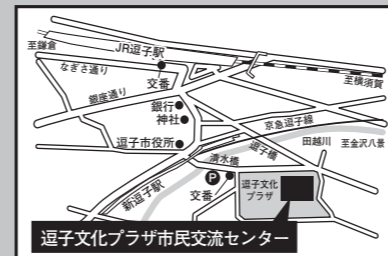 JR逗子駅
至鎌倉
なぎさ通り
交番
至横須賀
銀座通り
銀行
神社
京急逗子線
逗子市役所
逗子橋
田越川
至金沢八景
清水橋
P
新逗子駅
交番
逗子文化
プラザ
逗子文化プラザ市民交流センター